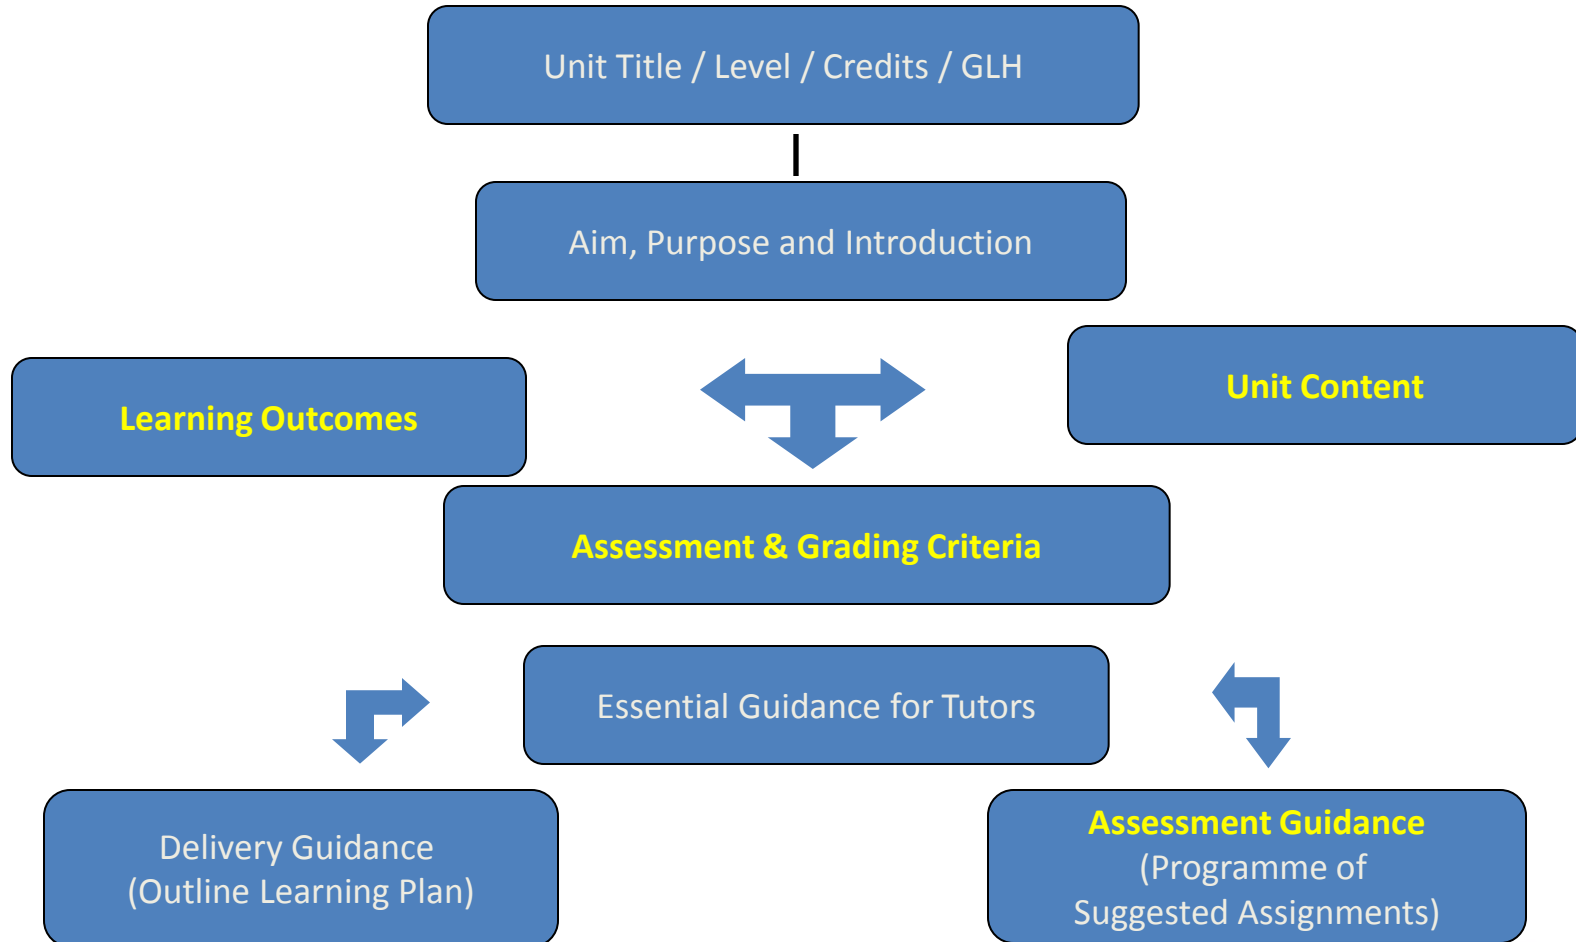 Unit Title / Level / Credits / GLH
Aim, Purpose and Introduction
Learning Outcomes
Unit Content
Assessment & Grading Criteria
Essential Guidance for Tutors
Delivery Guidance
(Outline Learning Plan)
Assessment Guidance
(Programme of
Suggested Assignments)